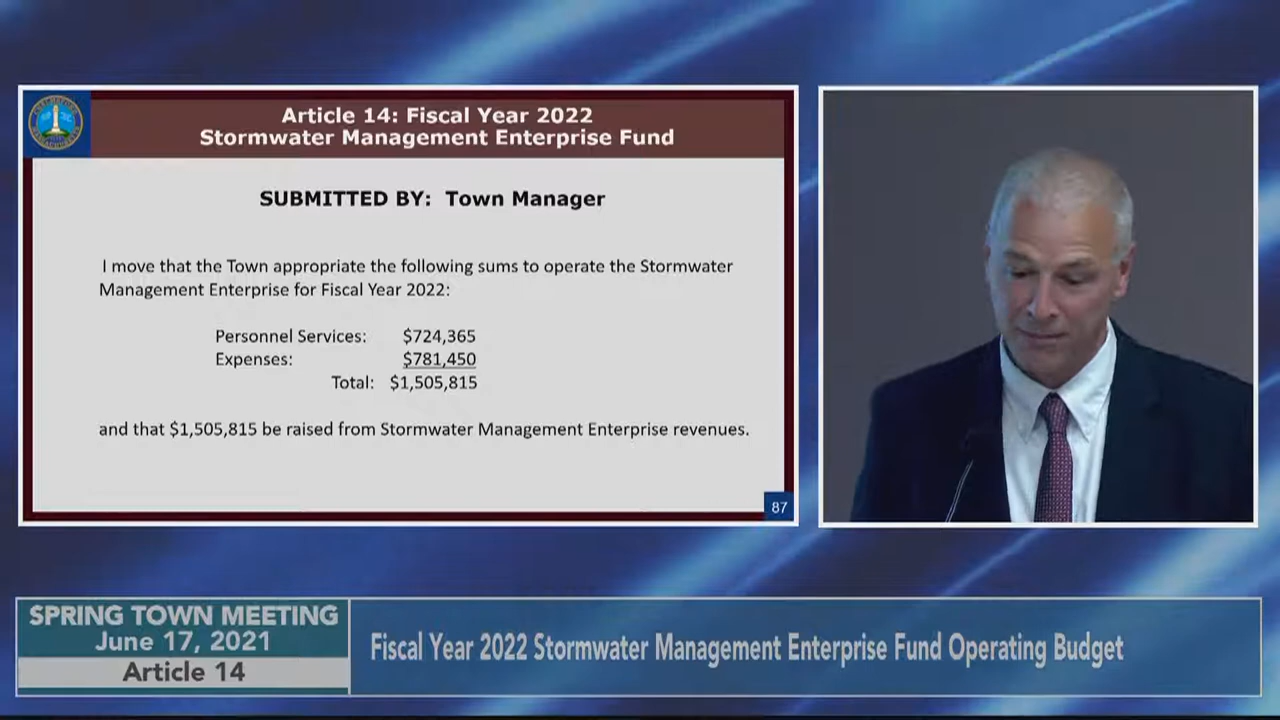 Article 14: Fiscal Year 2022
Stormwater Management Enterprise Fund
SUBMITTED BY: Town Manager
I move that the Town appropriate the following sums to operate the Stormwater
Management Enterprise for Fiscal Year 2022:
Personnel Services: $724,365
Expenses: $781,450
Total: $1,505,815
and that $1,505,815 be raised from Stormwater Management Enterprise revenues.
87
SPRING TOWN MEETING
June 17, 2021
Article 14
Fiscal Year 2022 Stormwater Management Enterprise Fund Operating Budget